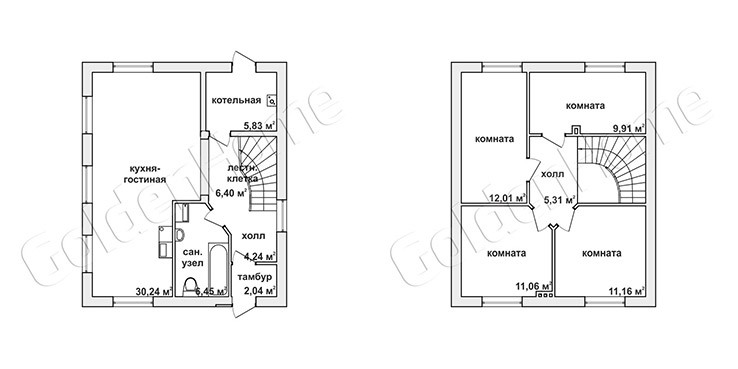 котельная
5,83 м²
кухня-
гостиная
лестн.
клетка
6,40 м²
холл
4,24 м²
сан.
узел
тамбур
30,24 м²
6,45 м²
2,04 м²
комната
9,91 м²
комната
холл
12,01 м²
5,31 м²
комната
комната
11,06 м²
11,16 м²
GoldenHome
GoldenHome